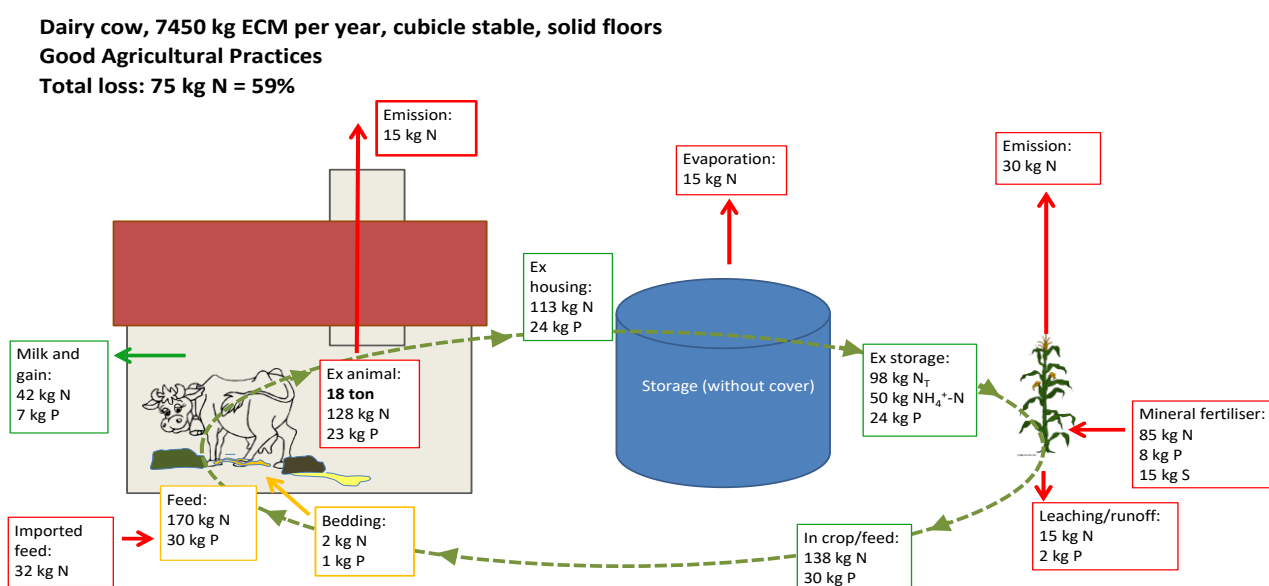 Dairy cow, 7450 kg ECM per year, cubicle stable, solid floors
Good Agricultural Practices
Total loss: 75 kg N = 59%
Emission:
15 kg N
Evaporation:
15 kg N
Emission:
30 kg N
Ex
housing:
113 kg N
24 kg P
Milk and
gain:
42 kg N
7 kg P
Ex animal:
18 ton
128 kg N
23 kg P
Storage (without cover)
Ex storage:
98 kg N_T
50 kg NH₄⁺-N
24 kg P
Mineral fertiliser:
85 kg N
8 kg P
15 kg S
Imported
feed:
32 kg N
Feed:
170 kg N
30 kg P
Bedding:
2 kg N
1 kg P
In crop/feed:
138 kg N
30 kg P
Leaching/runoff:
15 kg N
2 kg P